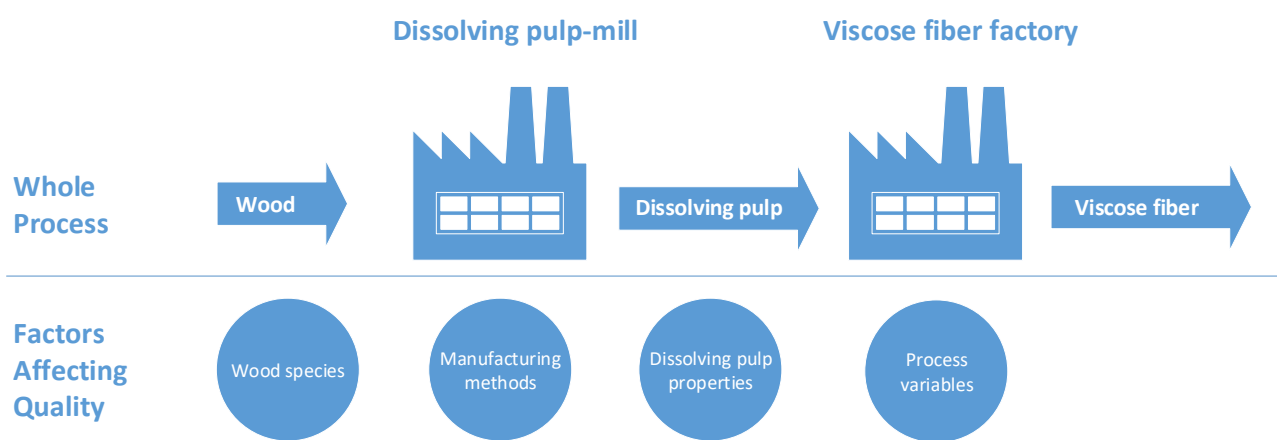 Dissolving pulp-mill
Viscose fiber factory
Whole
Process
Wood
Dissolving pulp
Viscose fiber
Factors
Affecting
Quality
Wood species
Manufacturing
methods
Dissolving pulp
properties
Process
variables